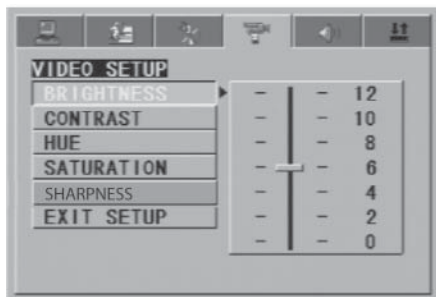 VIDEO SETUP
BRIGHTNESS
CONTRAST
HUE
SATURATION
SHARPNESS
EXIT SETUP
12
10
8
6
4
2
0